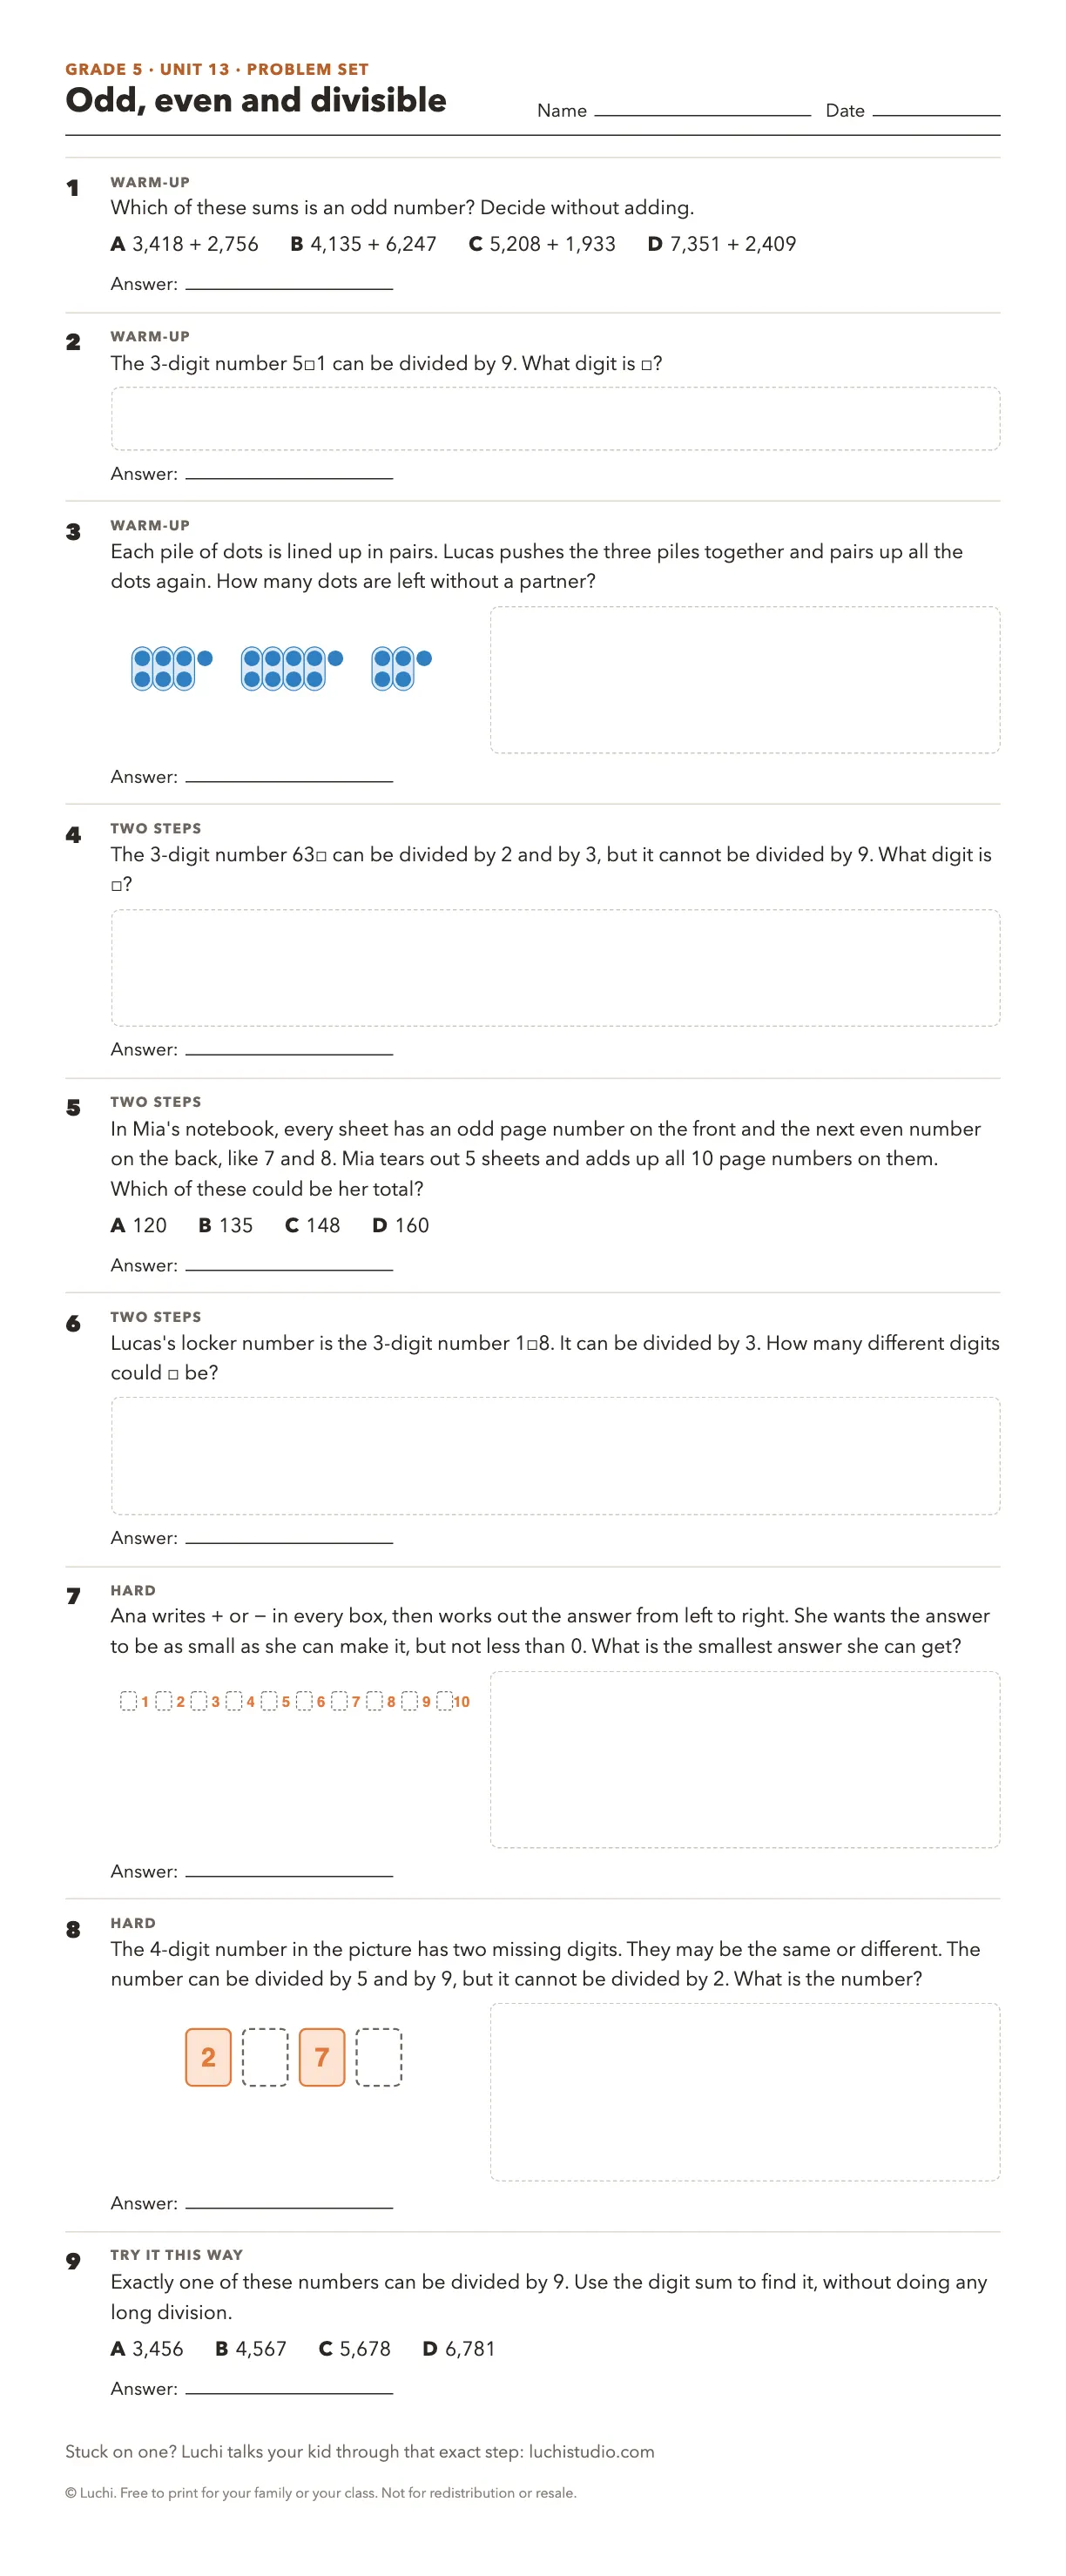 GRADE 5 · UNIT 13 · PROBLEM SET
Odd, even and divisible
Name Date
1
WARM-UP
Which of these sums is an odd number? Decide without adding.
A 3,418 + 2,756 B 4,135 + 6,247 C 5,208 + 1,933 D 7,351 + 2,409
Answer:
2
WARM-UP
The 3-digit number 5□1 can be divided by 9. What digit is □?
Answer:
3
WARM-UP
Each pile of dots is lined up in pairs. Lucas pushes the three piles together and pairs up all the
dots again. How many dots are left without a partner?
Answer:
4
TWO STEPS
The 3-digit number 63□ can be divided by 2 and by 3, but it cannot be divided by 9. What digit is
□?
Answer:
5
TWO STEPS
In Mia's notebook, every sheet has an odd page number on the front and the next even number
on the back, like 7 and 8. Mia tears out 5 sheets and adds up all 10 page numbers on them.
Which of these could be her total?
A 120 B 135 C 148 D 160
Answer:
6
TWO STEPS
Lucas's locker number is the 3-digit number 1□8. It can be divided by 3. How many different digits
could □ be?
Answer:
7
HARD
Ana writes + or − in every box, then works out the answer from left to right. She wants the answer
to be as small as she can make it, but not less than 0. What is the smallest answer she can get?
1 2 3 4 5 6 7 8 9 10
Answer:
8
HARD
The 4-digit number in the picture has two missing digits. They may be the same or different. The
number can be divided by 5 and by 9, but it cannot be divided by 2. What is the number?
2 7
Answer:
9
TRY IT THIS WAY
Exactly one of these numbers can be divided by 9. Use the digit sum to find it, without doing any
long division.
A 3,456 B 4,567 C 5,678 D 6,781
Answer:
Stuck on one? Luchi talks your kid through that exact step: luchistudio.com
© Luchi. Free to print for your family or your class. Not for redistribution or resale.